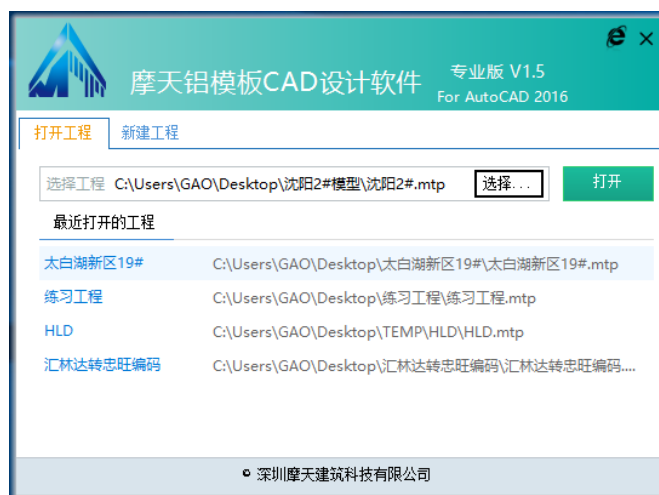 摩天铝模板CAD设计软件
专业版 V1.5
For AutoCAD 2016
打开工程 新建工程
选择工程 C:\Users\GAO\Desktop\沈阳2#模型\沈阳2#.mtp 选择... 打开
最近打开的工程
太白湖新区19# C:\Users\GAO\Desktop\太白湖新区19#\太白湖新区19#.mtp
练习工程 C:\Users\GAO\Desktop\练习工程\练习工程.mtp
HLD C:\Users\GAO\Desktop\TEMP\HLD\HLD.mtp
汇林达转忠旺编码 C:\Users\GAO\Desktop\汇林达转忠旺编码\汇林达转忠旺编码....
© 深圳摩天建筑科技有限公司